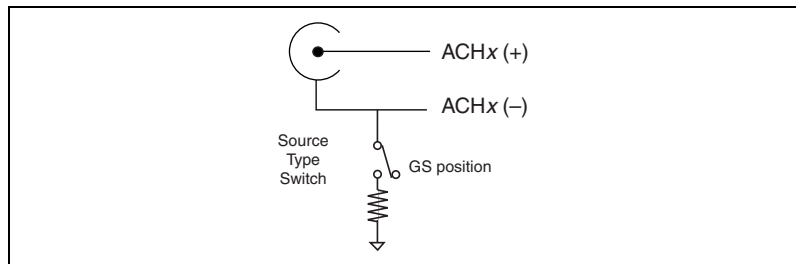 ACHx (+)
ACHx (–)
Source
Type
Switch
GS position